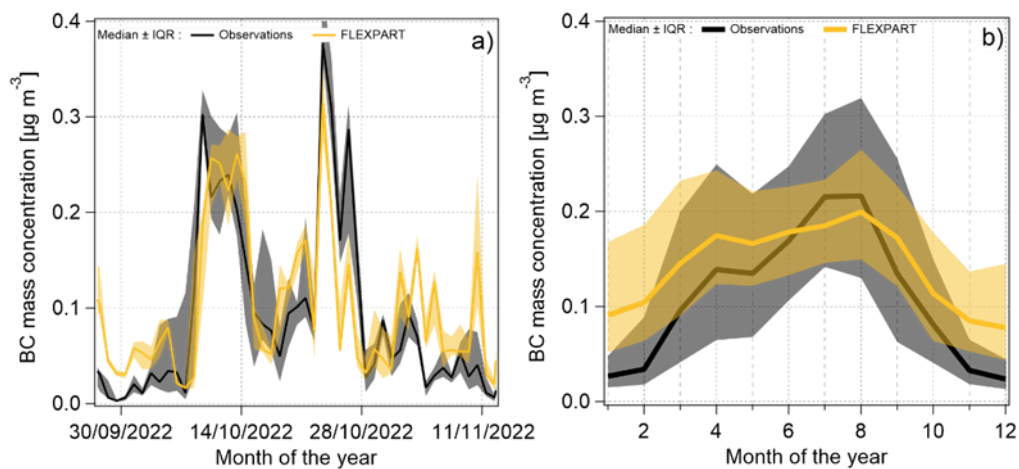 Median ± IQR : Observations FLEXPART a)
0.4
0.3
0.2
0.1
0.0
BC mass concentration [µg m-3]
30/09/2022 14/10/2022 28/10/2022 11/11/2022
Month of the year
Median ± IQR : Observations FLEXPART b)
0.4
0.3
0.2
0.1
0.0
BC mass concentration [µg m-3]
2 4 6 8 10 12
Month of the year